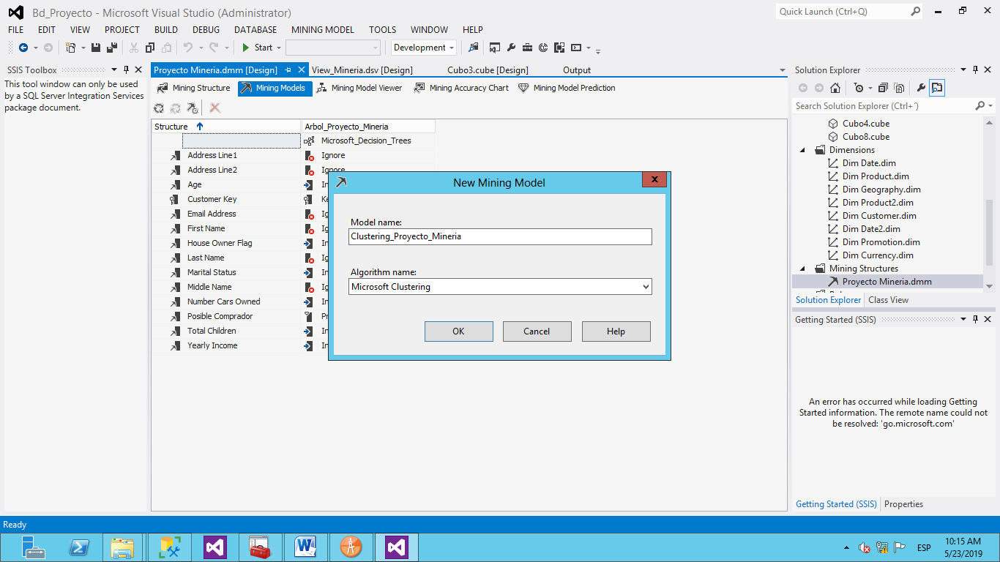 Bd_Proyecto - Microsoft Visual Studio (Administrator)
Quick Launch (Ctrl+Q)
FILE EDIT VIEW PROJECT BUILD DEBUG DATABASE MINING MODEL TOOLS WINDOW HELP
Start Development
SSIS Toolbox
This tool window can only be used
by a SQL Server Integration Services
package document.
Proyecto Mineria.dmm [Design] View_Mineria.dsv [Design] Cubo3.cube [Design] Output
Mining Structure Mining Models Mining Model Viewer Mining Accuracy Chart Mining Model Prediction
Structure Arbol_Proyecto_Mineria
Microsoft_Decision_Trees
Address Line1 Ignore
Address Line2 Ignore
Age In
Customer Key Ke
Email Address Ig
First Name Ig
House Owner Flag In
Last Name Ig
Marital Status In
Middle Name Ig
Number Cars Owned In
Posible Comprador Pr
Total Children In
Yearly Income In
New Mining Model
Model name:
Clustering_Proyecto_Mineria
Algorithm name:
Microsoft Clustering
OK Cancel Help
Solution Explorer
Search Solution Explorer (Ctrl+´)
Cubo4.cube
Cubo8.cube
Dimensions
Dim Date.dim
Dim Product.dim
Dim Geography.dim
Dim Product2.dim
Dim Customer.dim
Dim Date2.dim
Dim Promotion.dim
Dim Currency.dim
Mining Structures
Proyecto Mineria.dmm
Solution Explorer Class View
Getting Started (SSIS)
An error has occurred while loading Getting
Started information. The remote name could not
be resolved: 'go.microsoft.com'
Getting Started (SSIS) Properties
Ready
ESP
10:15 AM
5/23/2019